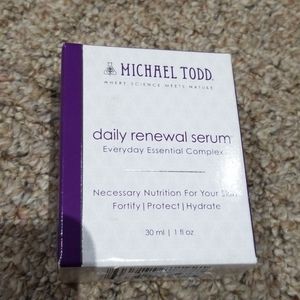 MICHAEL TODD
WHERE SCIENCE MEETS NATURE
daily renewal serum
Everyday Essential Complex
Necessary Nutrition For Your Skin
Fortify | Protect | Hydrate
30 ml | 1 fl oz